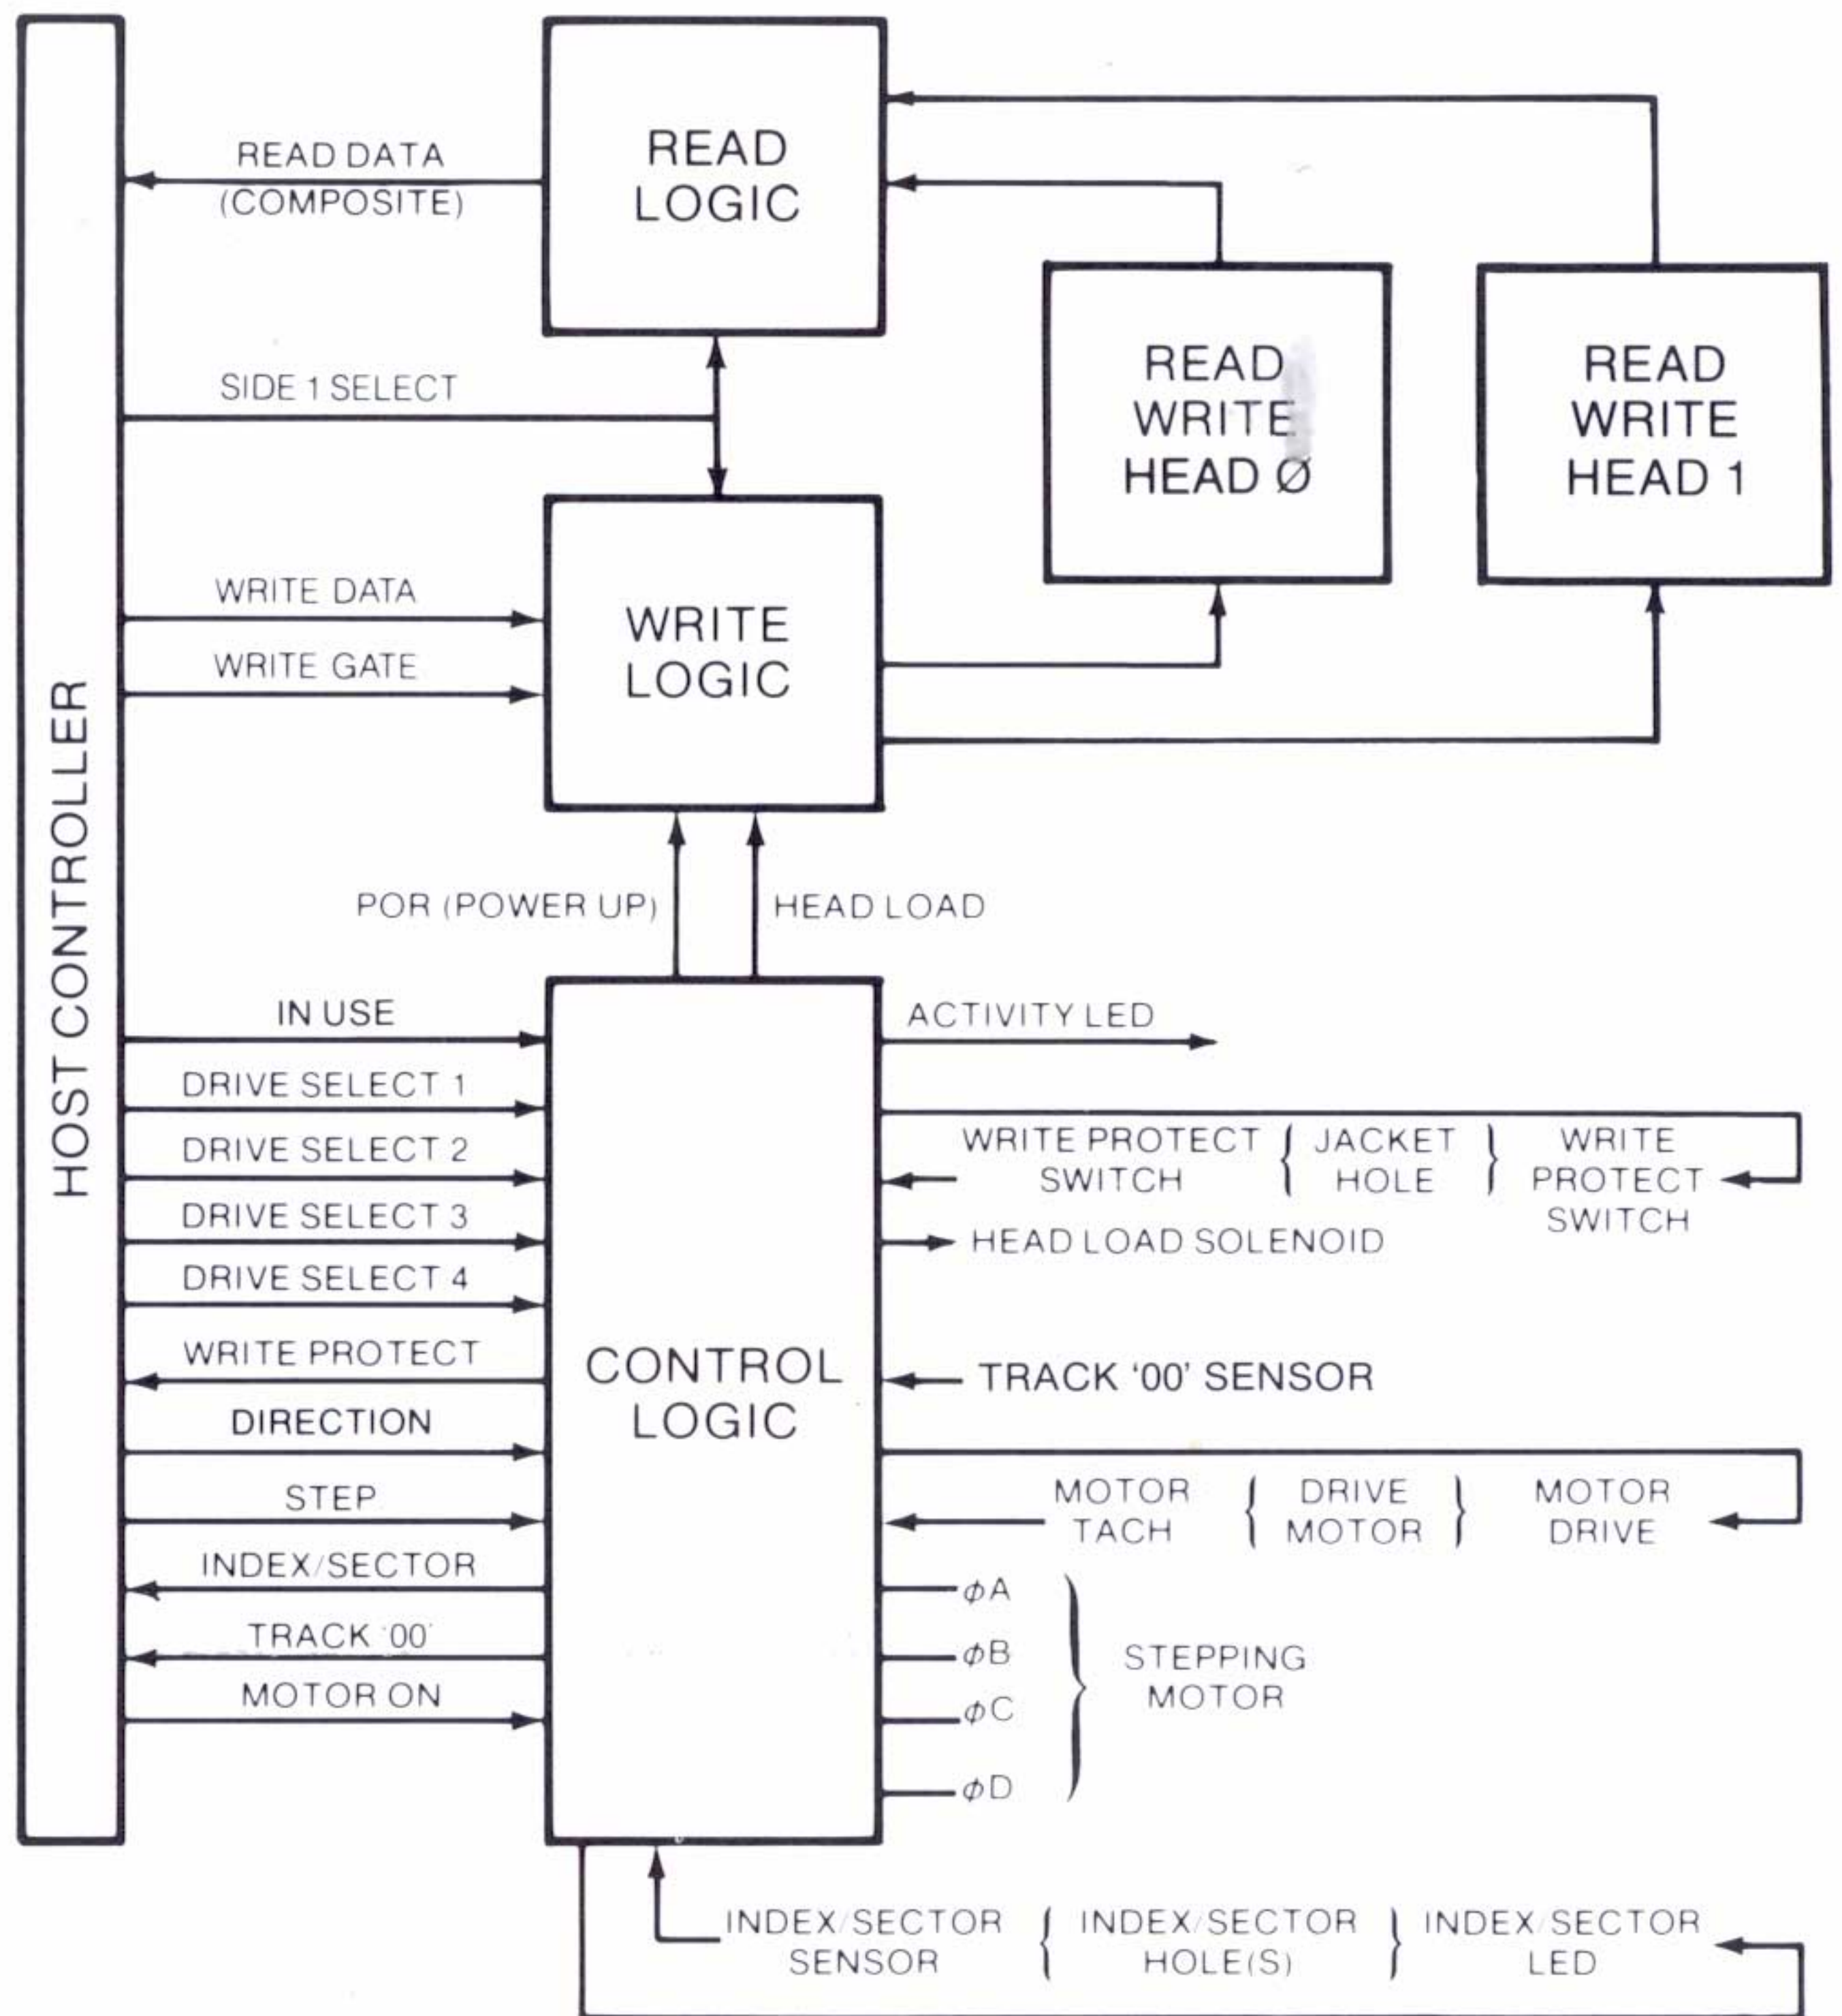 READ
LOGIC
READ DATA
(COMPOSITE)
SIDE 1 SELECT
READ
WRITE
HEAD Ø
READ
WRITE
HEAD 1
WRITE DATA
WRITE GATE
WRITE
LOGIC
HOST CONTROLLER
POR (POWER UP)
HEAD LOAD
IN USE
DRIVE SELECT 1
DRIVE SELECT 2
DRIVE SELECT 3
DRIVE SELECT 4
WRITE PROTECT
DIRECTION
STEP
INDEX/SECTOR
TRACK '00'
MOTOR ON
CONTROL
LOGIC
ACTIVITY LED
WRITE PROTECT
SWITCH
JACKET
HOLE
WRITE
PROTECT
SWITCH
HEAD LOAD SOLENOID
TRACK '00' SENSOR
MOTOR
TACH
DRIVE
MOTOR
MOTOR
DRIVE
ϕA
ϕB
ϕC
ϕD
STEPPING
MOTOR
INDEX/SECTOR
SENSOR
INDEX/SECTOR
HOLE(S)
INDEX/SECTOR
LED